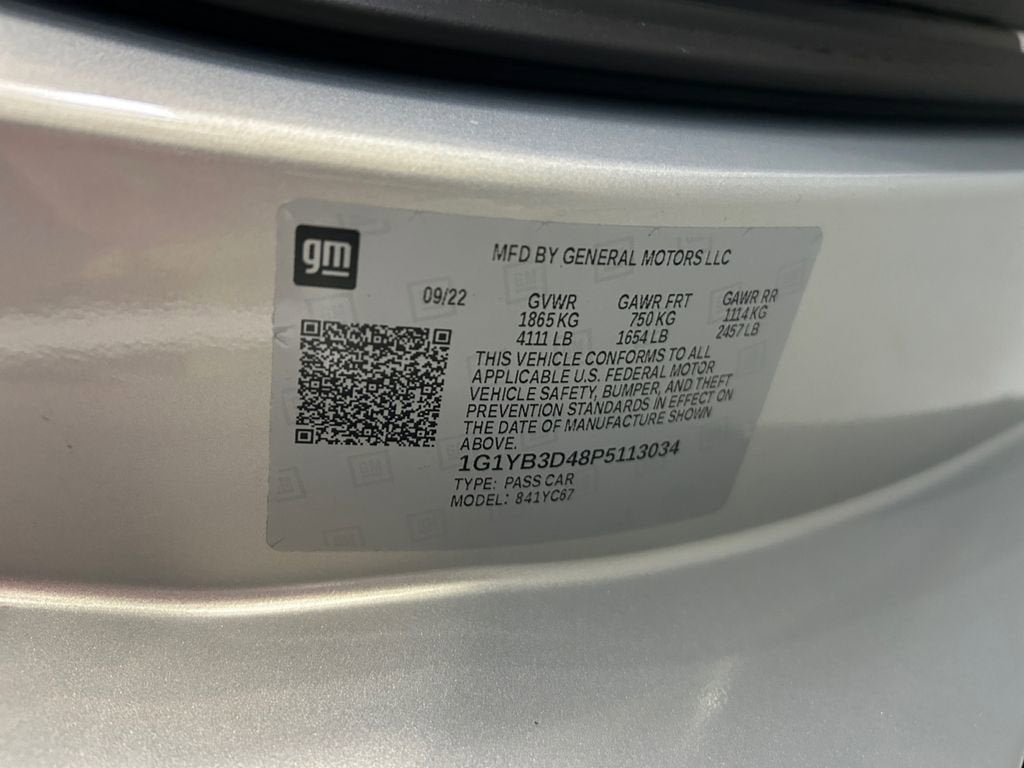 gm
MFD BY GENERAL MOTORS LLC
09/22
GVWR GAWR FRT GAWR RR
1865 KG 750 KG 1114 KG
4111 LB 1654 LB 2457 LB
THIS VEHICLE CONFORMS TO ALL
APPLICABLE U.S. FEDERAL MOTOR
VEHICLE SAFETY, BUMPER, AND THEFT
PREVENTION STANDARDS IN EFFECT ON
THE DATE OF MANUFACTURE SHOWN
ABOVE.
1G1YB3D48P5113034
TYPE: PASS CAR
MODEL: 841YC67